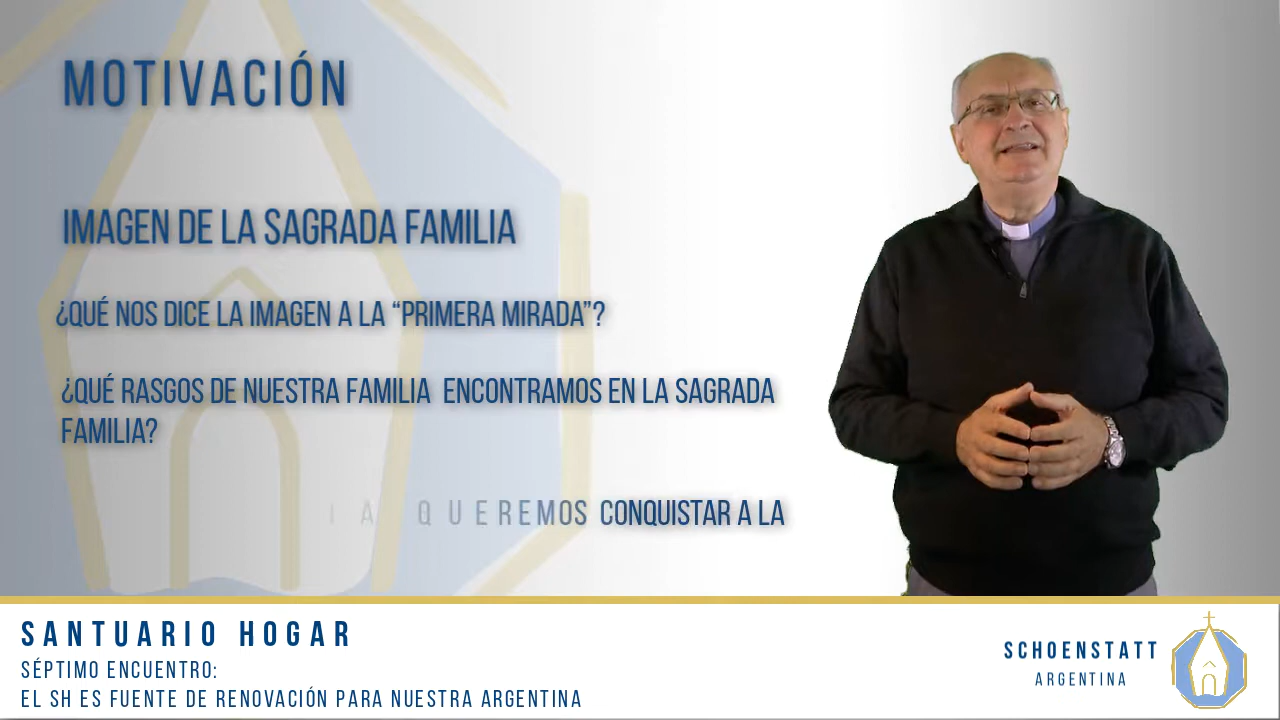 MOTIVACIÓN
IMAGEN DE LA SAGRADA FAMILIA
¿QUÉ NOS DICE LA IMAGEN A LA “PRIMERA MIRADA”?
¿QUÉ RASGOS DE NUESTRA FAMILIA ENCONTRAMOS EN LA SAGRADA
FAMILIA?
QUEREMOS CONQUISTAR A LA
SANTUARIO HOGAR
SÉPTIMO ENCUENTRO:
EL SH ES FUENTE DE RENOVACIÓN PARA NUESTRA ARGENTINA
SCHOENSTATT
ARGENTINA